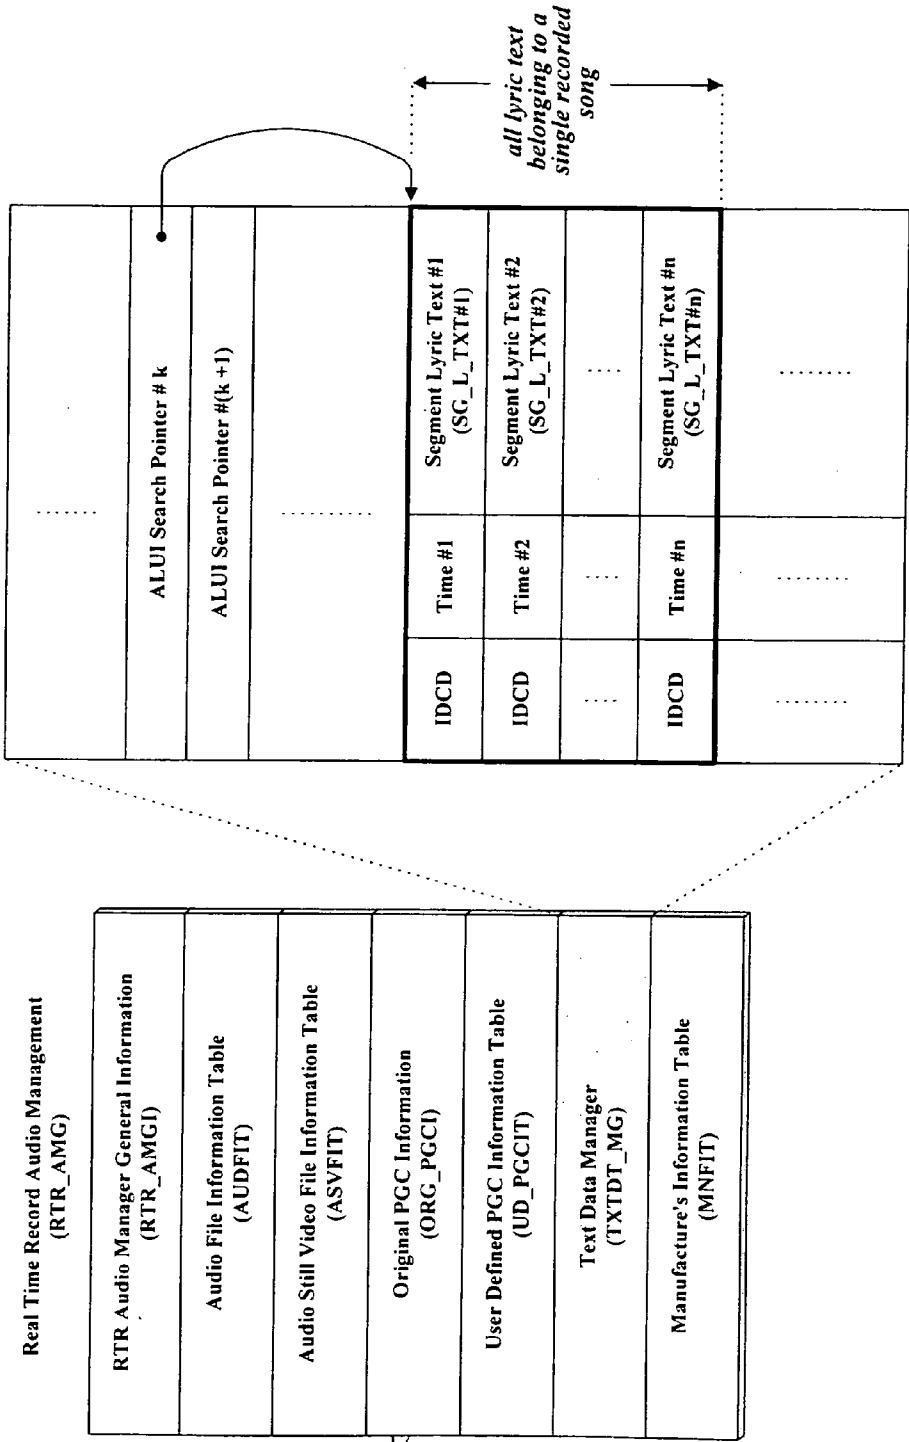 Real Time Record Audio Management
(RTR_AMG)
RTR Audio Manager General Information
(RTR_AMGI)
Audio File Information Table
(AUDFIT)
Audio Still Video File Information Table
(ASVFIT)
Original PGC Information
(ORG_PGCI)
User Defined PGC Information Table
(UD_PGCIT)
Text Data Manager
(TXTDT_MG)
Manufacture's Information Table
(MNFIT)
ALUI Search Pointer # k
ALUI Search Pointer #(k +1)
IDCD
Time #1
Segment Lyric Text #1
(SG_L_TXT#1)
IDCD
Time #2
Segment Lyric Text #2
(SG_L_TXT#2)
IDCD
Time #n
Segment Lyric Text #n
(SG_L_TXT#n)
all lyric text
belonging to a
single recorded
song